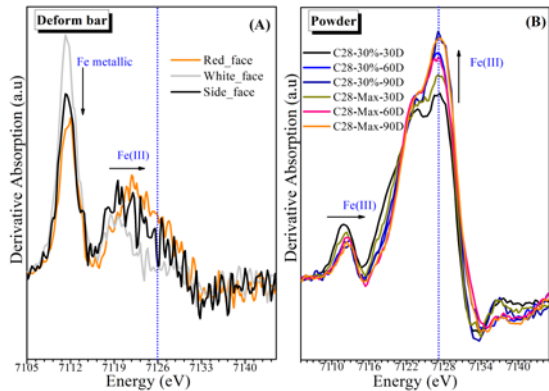 Deform bar
(A)
Fe metallic
Red_face
White_face
Side_face
Fe(III)
Derivative Absorption (a.u)
7105 7112 7119 7126 7133 7140
Energy (eV)
Powder
(B)
C28-30%-30D
C28-30%-60D
C28-30%-90D
C28-Max-30D
C28-Max-60D
C28-Max-90D
Fe(III)
Fe(III)
Derivative Absorption (a.u)
7110 7116 7122 7128 7134 7140
Energy (eV)